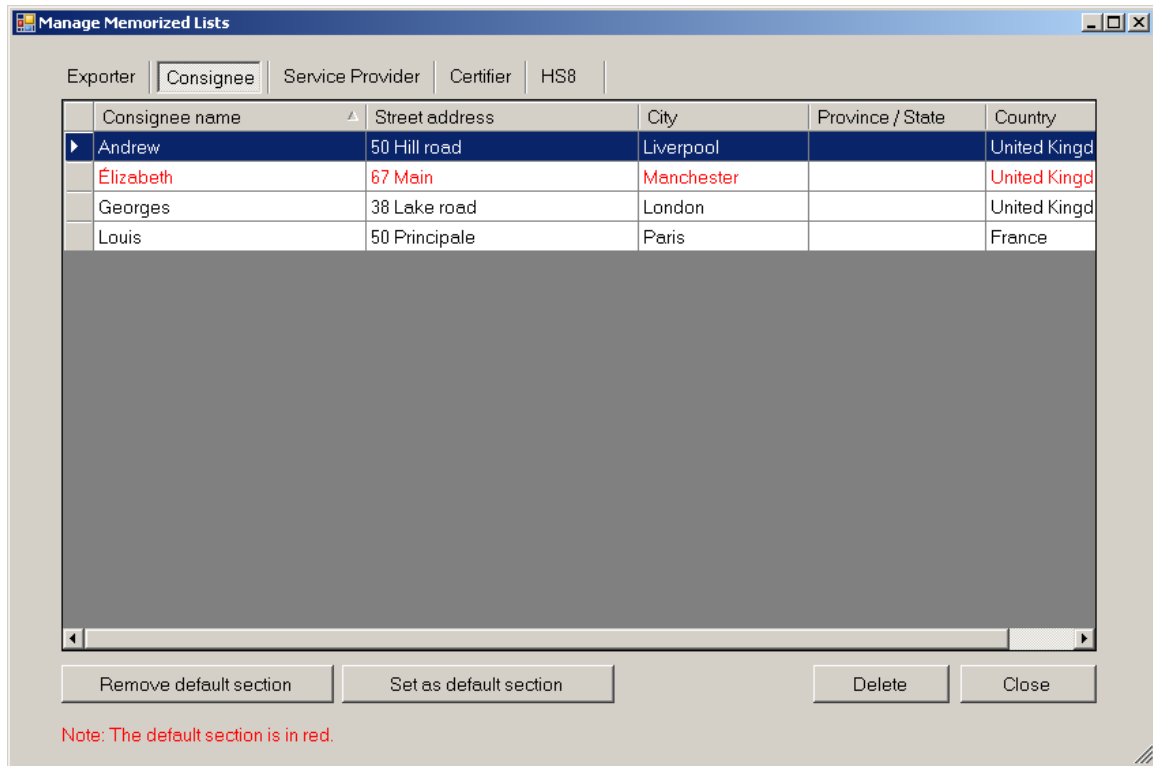 Manage Memorized Lists
Exporter Consignee Service Provider Certifier HS8
Consignee name Street address City Province / State Country
Andrew 50 Hill road Liverpool United Kingd
Élizabeth 67 Main Manchester United Kingd
Georges 38 Lake road London United Kingd
Louis 50 Principale Paris France
Remove default section Set as default section Delete Close
Note: The default section is in red.